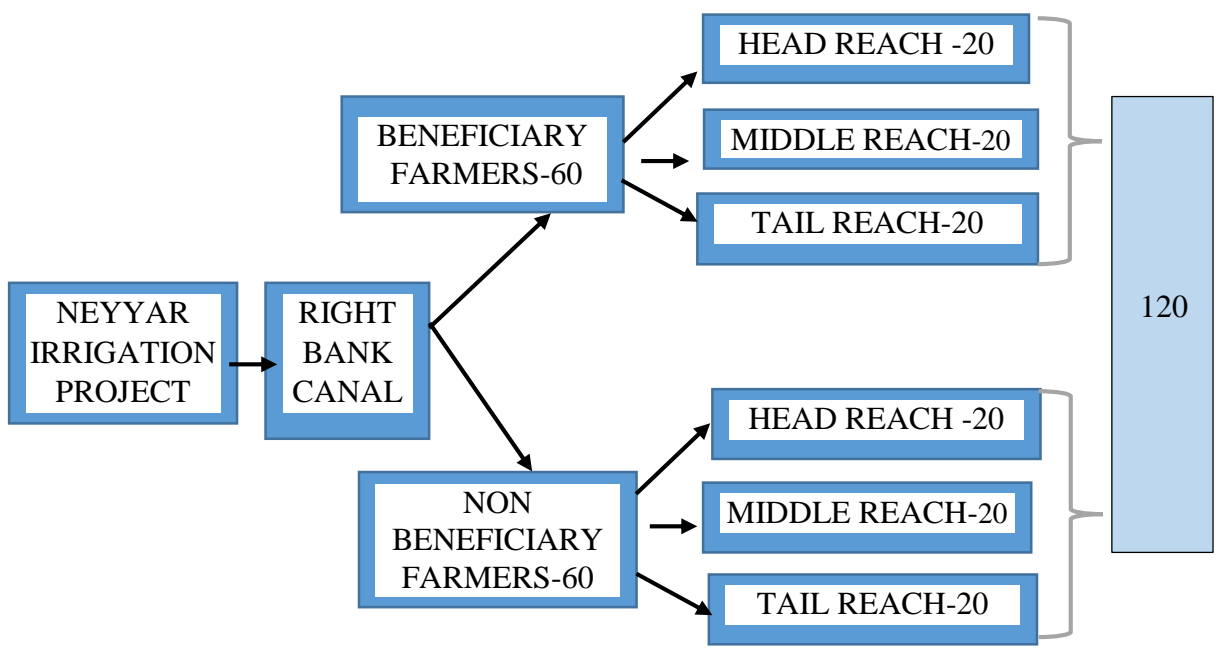 NEYYAR
IRRIGATION
PROJECT
RIGHT
BANK
CANAL
BENEFICIARY
FARMERS-60
HEAD REACH -20
MIDDLE REACH-20
TAIL REACH-20
NON
BENEFICIARY
FARMERS-60
HEAD REACH -20
MIDDLE REACH-20
TAIL REACH-20
120